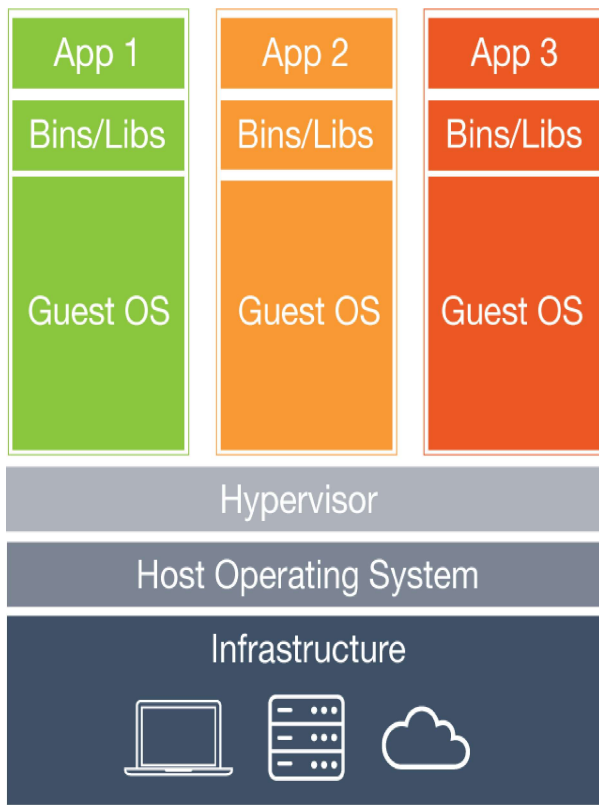 App 1
App 2
App 3
Bins/Libs
Bins/Libs
Bins/Libs
Guest OS
Guest OS
Guest OS
Hypervisor
Host Operating System
Infrastructure